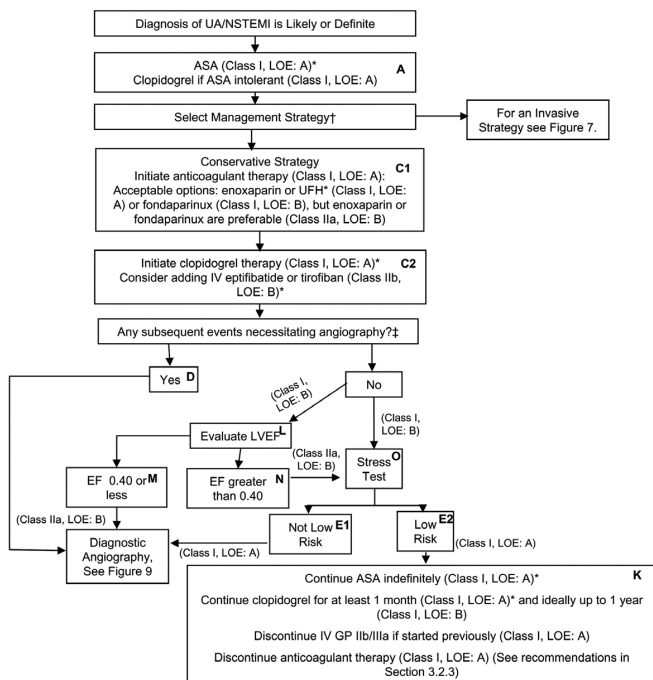 Diagnosis of UA/NSTEMI is Likely or Definite
ASA (Class I, LOE: A)*
A
Clopidogrel if ASA intolerant (Class I, LOE: A)
Select Management Strategy†
For an Invasive
Strategy see Figure 7.
Conservative Strategy
C1
Initiate anticoagulant therapy (Class I, LOE: A):
Acceptable options: enoxaparin or UFH* (Class I, LOE:
A) or fondaparinux (Class I, LOE: B), but enoxaparin or
fondaparinux are preferable (Class IIa, LOE: B)
Initiate clopidogrel therapy (Class I, LOE: A)*
C2
Consider adding IV eptifibatide or tirofiban (Class IIb,
LOE: B)*
Any subsequent events necessitating angiography?‡
Yes
D
No
(Class I,
LOE: B)
(Class I,
LOE: B)
Evaluate LVEF
L
(Class IIa,
LOE: B)
EF 0.40 or
less
M
EF greater
than 0.40
N
Stress
Test
O
(Class IIa, LOE: B)
Not Low
Risk
E1
Low
Risk
E2
Diagnostic
Angiography,
See Figure 9
(Class I, LOE: A)
(Class I, LOE: A)
Continue ASA indefinitely (Class I, LOE: A)*
K
Continue clopidogrel for at least 1 month (Class I, LOE: A)* and ideally up to 1 year
(Class I, LOE: B)
Discontinue IV GP IIb/IIIa if started previously (Class I, LOE: A)
Discontinue anticoagulant therapy (Class I, LOE: A) (See recommendations in
Section 3.2.3)